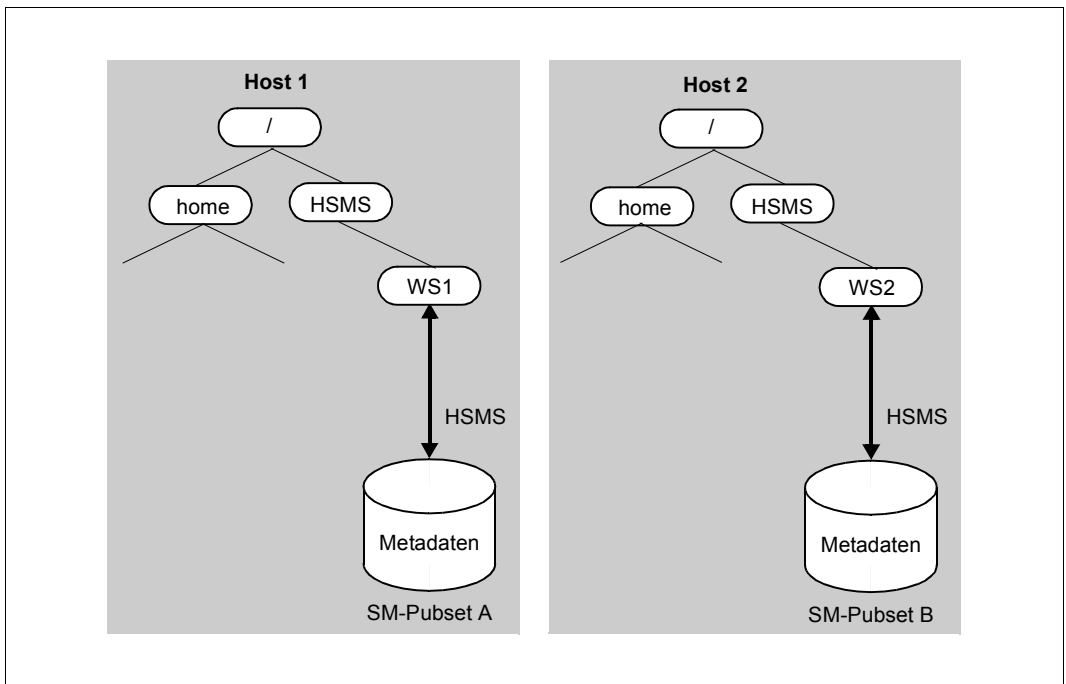 Host 1
/
home
HSMS
WS1
HSMS
Metadaten
SM-Pubset A
Host 2
/
home
HSMS
WS2
HSMS
Metadaten
SM-Pubset B